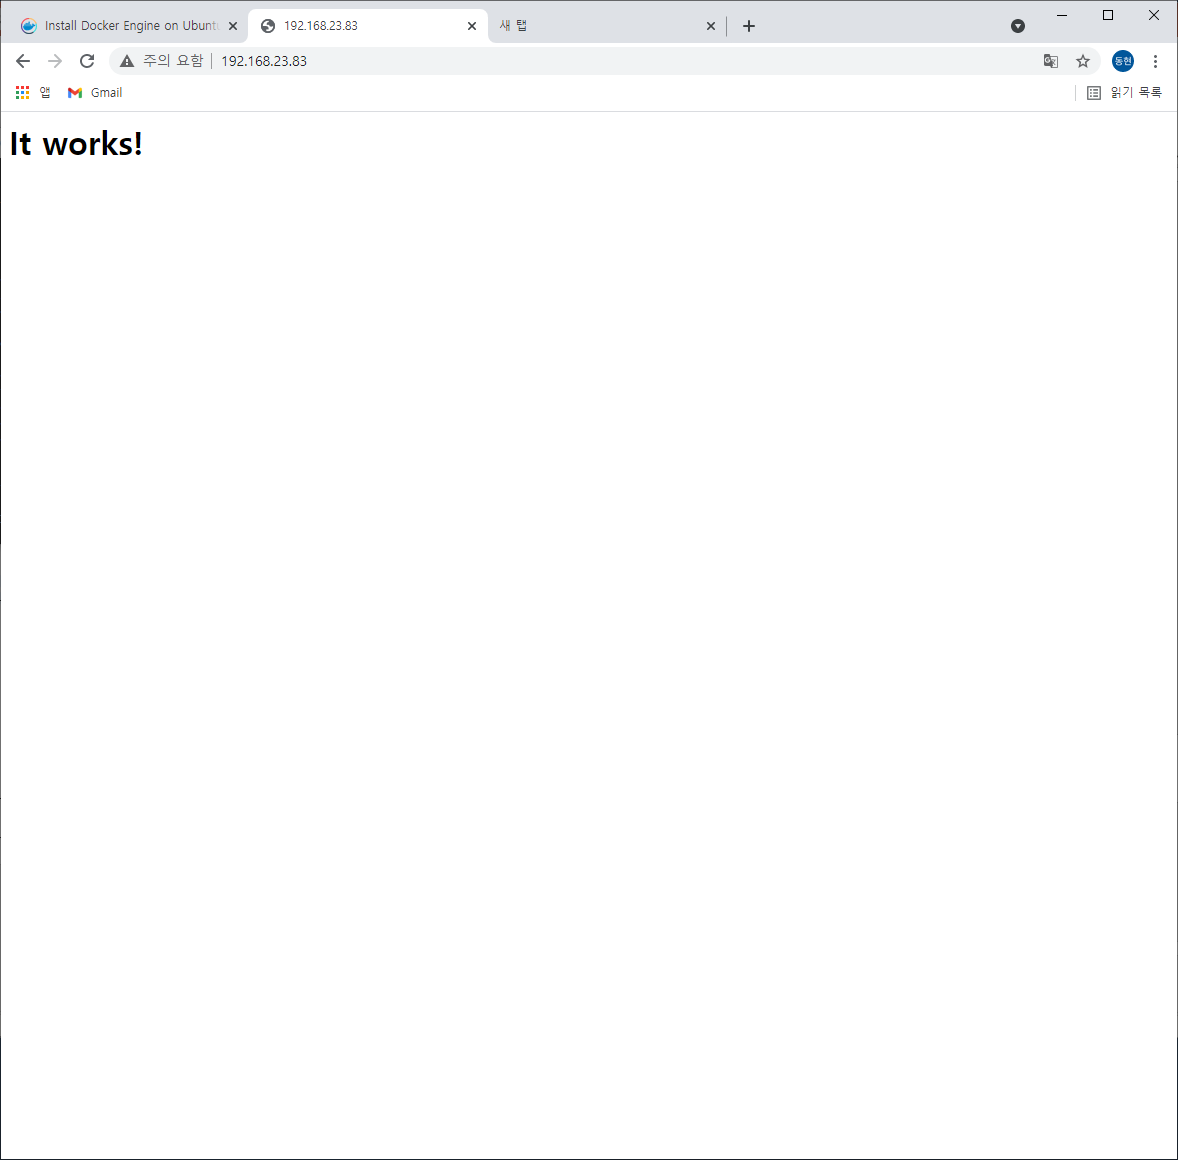 Install Docker Engine on Ubuntu
192.168.23.83
새 탭
주의 요함
192.168.23.83
동현
앱
Gmail
읽기 목록
It works!